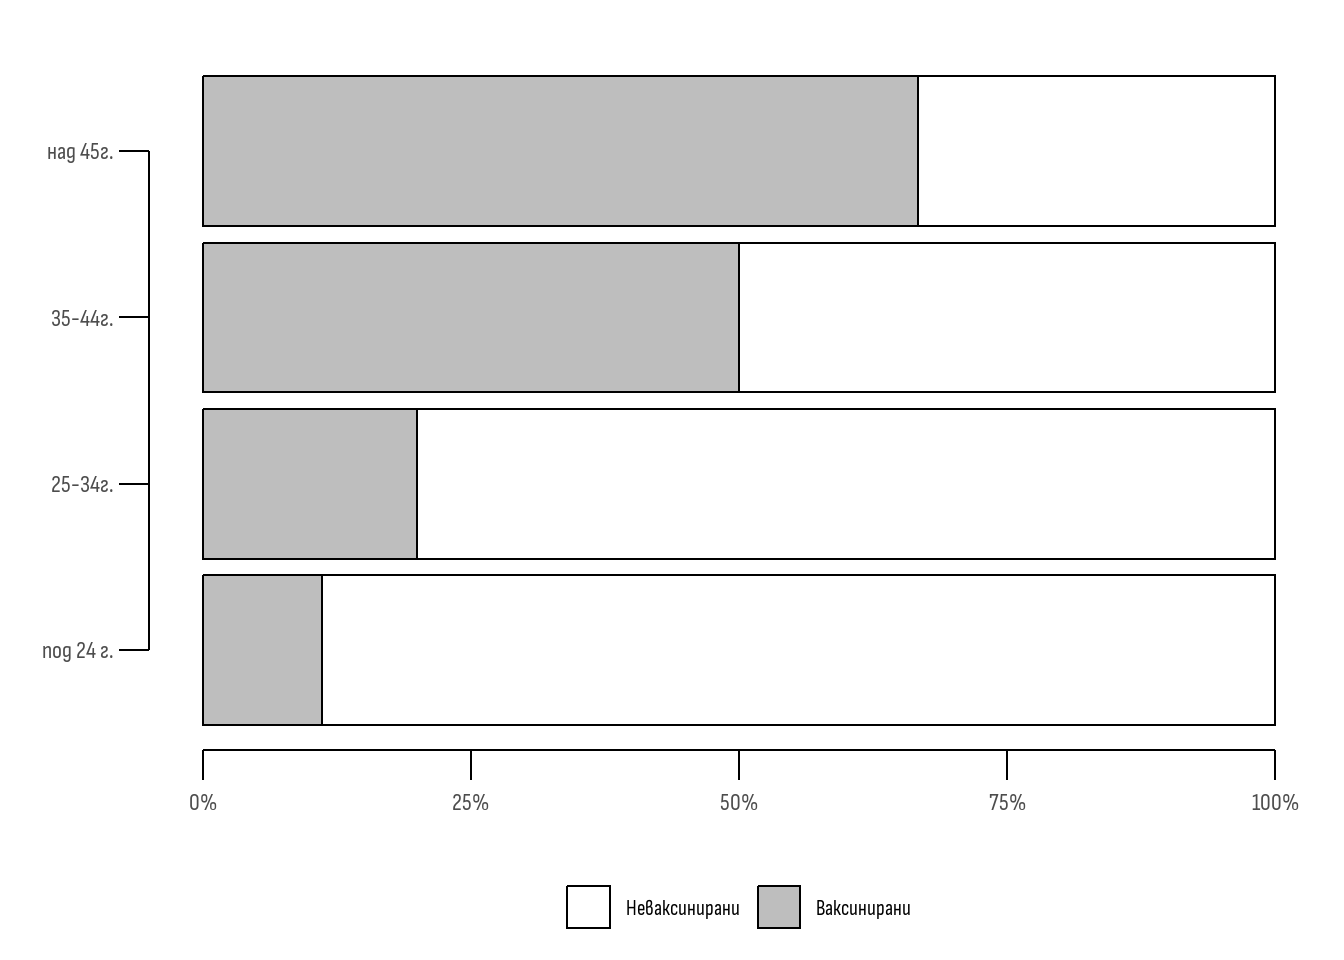 над 45г.
35-44г.
25-34г.
под 24 г.
0% 25% 50% 75% 100%
Неваксинирани Ваксинирани